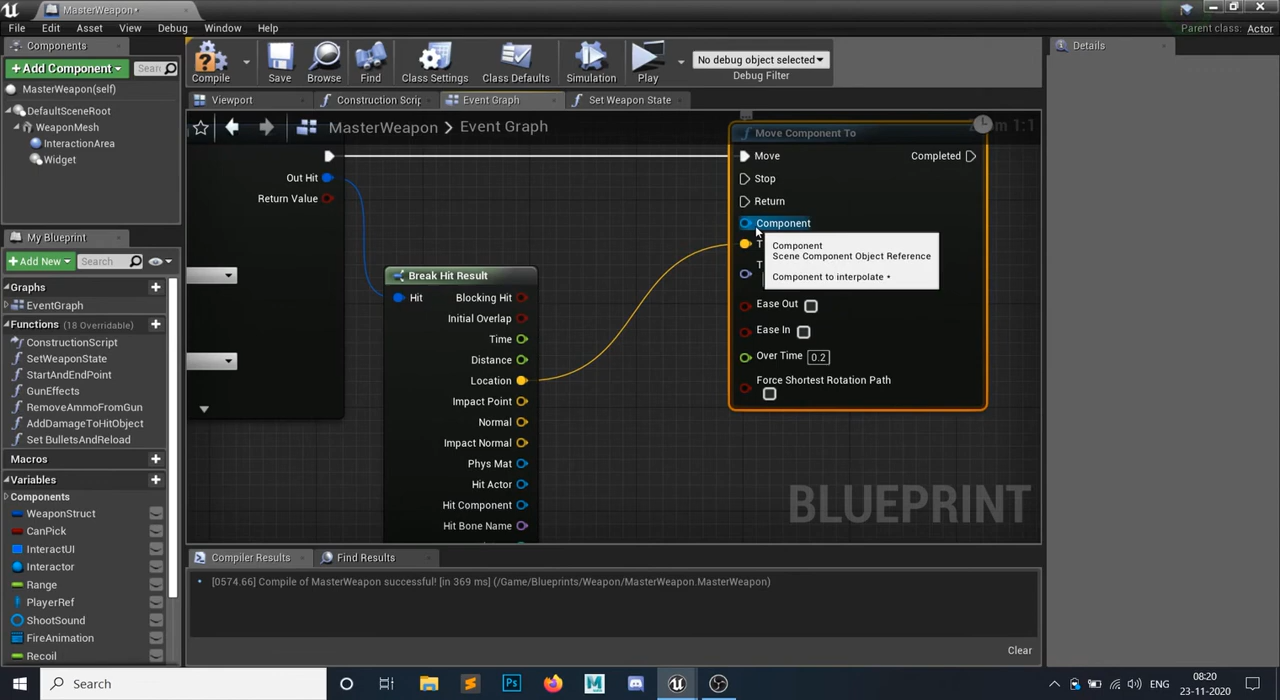 MasterWeapon*
File Edit Asset View Debug Window Help
Parent class: Actor
Components
Details
+Add Component
Sear
Compile
Save
Browse
Find
Class Settings
Class Defaults
Simulation
Play
No debug object selected
Debug Filter
MasterWeapon(self)
Viewport
Construction Scrip
Event Graph
Set Weapon State
DefaultSceneRoot
WeaponMesh
InteractionArea
Widget
MasterWeapon > Event Graph
Zoom 1:1
Move Component To
Move
Completed
Stop
Return
Component
T
T
Ease Out
Ease In
Over Time 0.2
Force Shortest Rotation Path
Component
Scene Component Object Reference
Component to interpolate *
Out Hit
Return Value
Break Hit Result
Hit
Blocking Hit
Initial Overlap
Time
Distance
Location
Impact Point
Normal
Impact Normal
Phys Mat
Hit Actor
Hit Component
Hit Bone Name
BLUEPRINT
My Blueprint
+Add New
Search
Graphs
EventGraph
Functions (18 Overridable)
ConstructionScript
SetWeaponState
StartAndEndPoint
GunEffects
RemoveAmmoFromGun
AddDamageToHitObject
Set BulletsAndReload
Macros
Variables
Components
WeaponStruct
CanPick
InteractUI
Interactor
Range
PlayerRef
ShootSound
FireAnimation
Recoil
Compiler Results
Find Results
[0574.66] Compile of MasterWeapon successful! [in 369 ms] (/Game/Blueprints/Weapon/MasterWeapon.MasterWeapon)
Clear
Search
ENG
08:20
23-11-2020